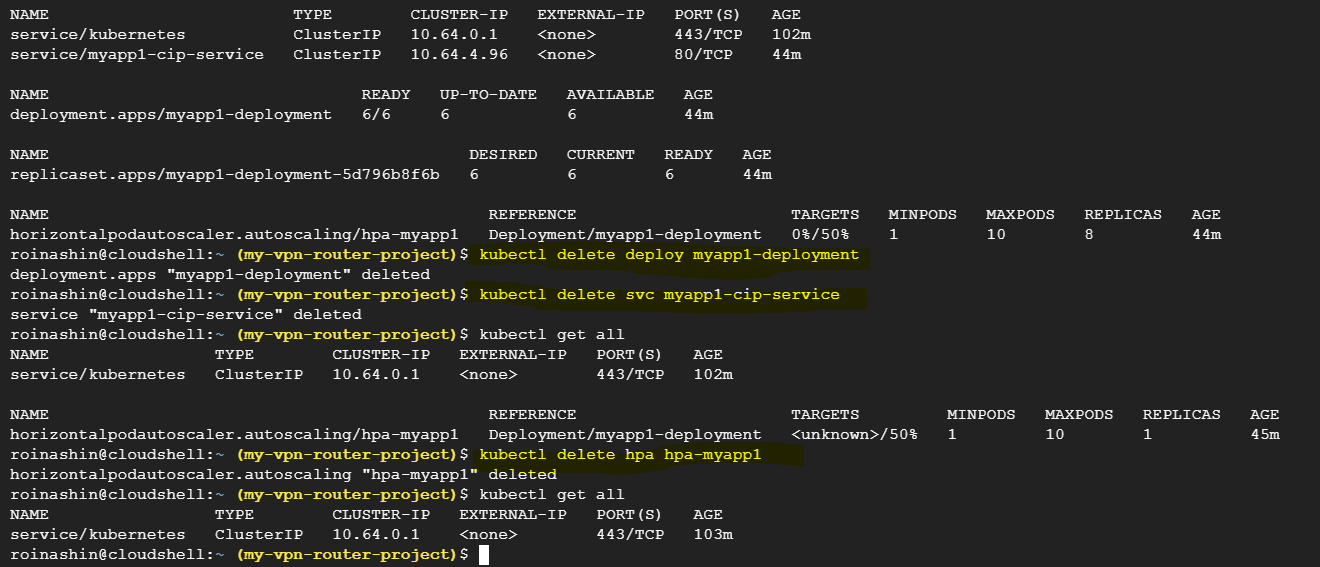 NAME                         TYPE        CLUSTER-IP   EXTERNAL-IP   PORT(S)   AGE
service/kubernetes           ClusterIP   10.64.0.1    <none>        443/TCP   102m
service/myapp1-cip-service   ClusterIP   10.64.4.96   <none>        80/TCP    44m

NAME                                READY   UP-TO-DATE   AVAILABLE   AGE
deployment.apps/myapp1-deployment   6/6     6            6           44m

NAME                                           DESIRED   CURRENT   READY   AGE
replicaset.apps/myapp1-deployment-5d796b8f6b   6         6         6       44m

NAME                                             REFERENCE                      TARGETS   MINPODS   MAXPODS   REPLICAS   AGE
horizontalpodautoscaler.autoscaling/hpa-myapp1   Deployment/myapp1-deployment   0%/50%    1         10        8          44m
roinashin@cloudshell:~ (my-vpn-router-project)$ kubectl delete deploy myapp1-deployment
deployment.apps "myapp1-deployment" deleted
roinashin@cloudshell:~ (my-vpn-router-project)$ kubectl delete svc myapp1-cip-service
service "myapp1-cip-service" deleted
roinashin@cloudshell:~ (my-vpn-router-project)$ kubectl get all
NAME                 TYPE        CLUSTER-IP   EXTERNAL-IP   PORT(S)   AGE
service/kubernetes   ClusterIP   10.64.0.1    <none>        443/TCP   102m

NAME                                             REFERENCE                      TARGETS         MINPODS   MAXPODS   REPLICAS   AGE
horizontalpodautoscaler.autoscaling/hpa-myapp1   Deployment/myapp1-deployment   <unknown>/50%   1         10        1          45m
roinashin@cloudshell:~ (my-vpn-router-project)$ kubectl delete hpa hpa-myapp1
horizontalpodautoscaler.autoscaling "hpa-myapp1" deleted
roinashin@cloudshell:~ (my-vpn-router-project)$ kubectl get all
NAME                 TYPE        CLUSTER-IP   EXTERNAL-IP   PORT(S)   AGE
service/kubernetes   ClusterIP   10.64.0.1    <none>        443/TCP   103m
roinashin@cloudshell:~ (my-vpn-router-project)$